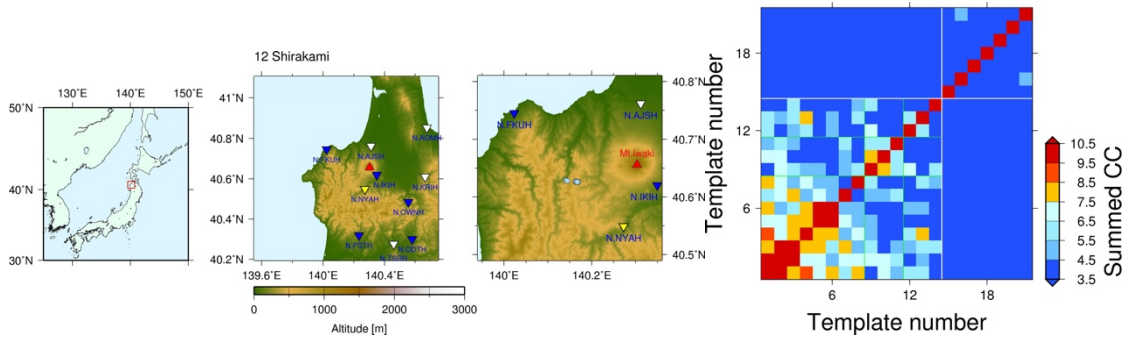 130˚E 140˚E 150˚E
50˚N
40˚N
30˚N
12 Shirakami
41˚N
40.8˚N
40.6˚N
40.4˚N
40.2˚N
139.6˚E 140˚E 140.4˚E
N.FKUH
N.AJSH
N.IKIH
N.KRIH
N.NYAH
N.OWNH
N.FSTH
0 1000 2000 3000
Altitude [m]
40.8˚N
40.7˚N
40.6˚N
40.5˚N
140˚E 140.2˚E
N.FKUH
N.AJSH
Mt.Iwaki
N.IKIH
N.NYAH
Template number
18
12
6
6 12 18
Template number
10.5
9.5
8.5
7.5
6.5
5.5
4.5
3.5
Summed CC